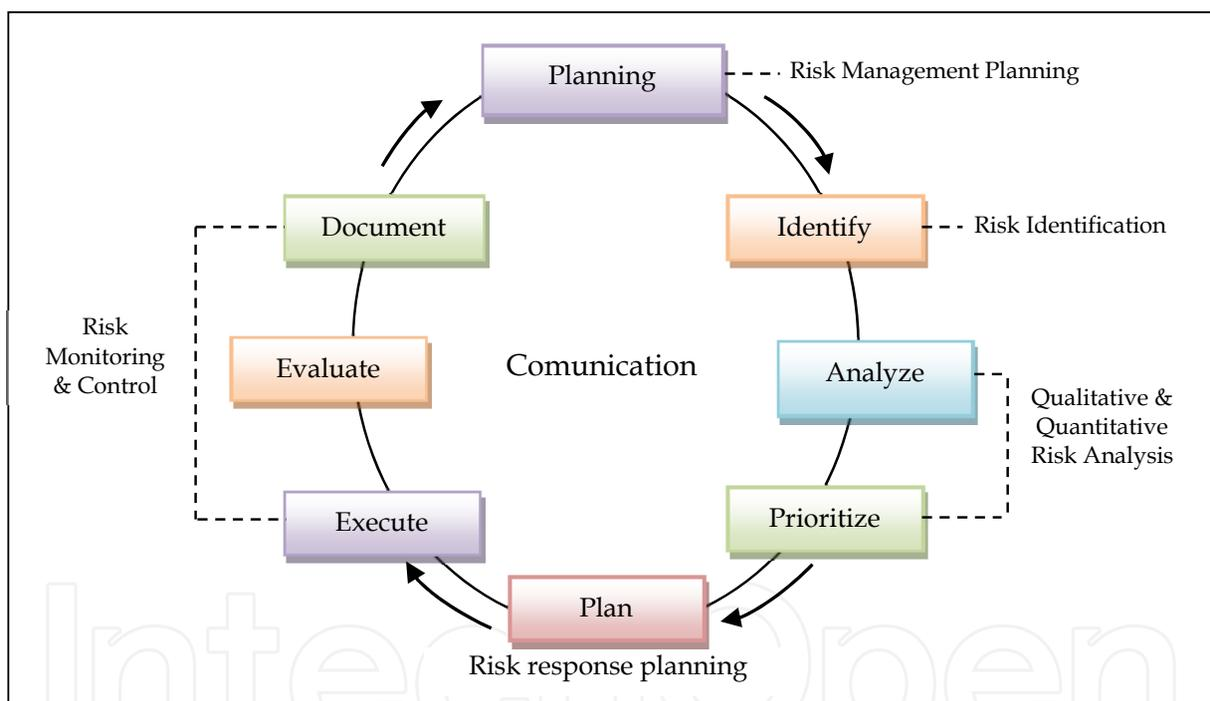 Planning
Risk Management Planning
Document
Identify
Risk Identification
Risk
Monitoring
& Control
Evaluate
Comunication
Analyze
Qualitative &
Quantitative
Risk Analysis
Execute
Prioritize
Plan
Risk response planning
IntechOpen